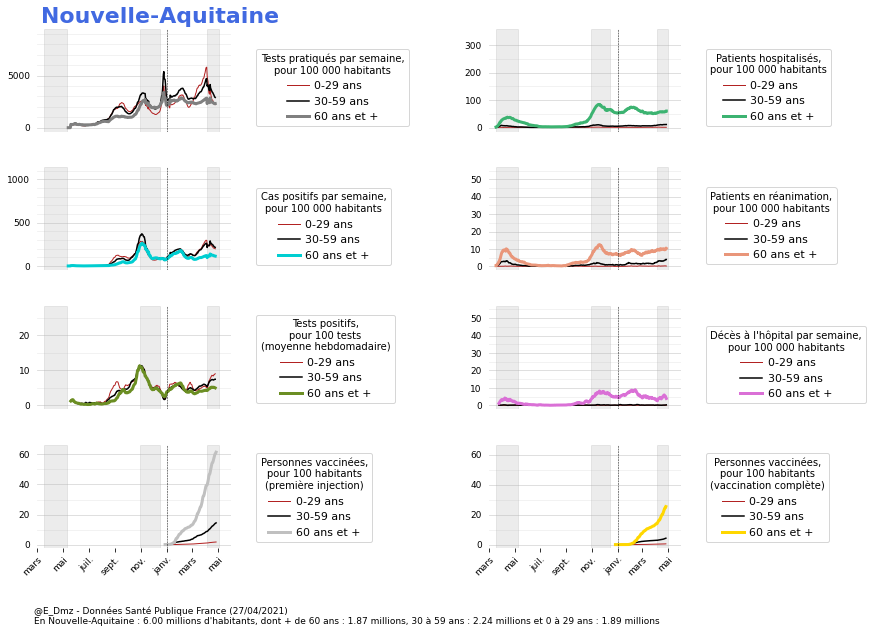 Nouvelle-Aquitaine
5000
0
Tests pratiqués par semaine,
pour 100 000 habitants
0-29 ans
30-59 ans
60 ans et +
300
200
100
0
Patients hospitalisés,
pour 100 000 habitants
0-29 ans
30-59 ans
60 ans et +
1000
500
0
Cas positifs par semaine,
pour 100 000 habitants
0-29 ans
30-59 ans
60 ans et +
50
40
30
20
10
0
Patients en réanimation,
pour 100 000 habitants
0-29 ans
30-59 ans
60 ans et +
20
10
0
Tests positifs,
pour 100 tests
(moyenne hebdomadaire)
0-29 ans
30-59 ans
60 ans et +
50
40
30
20
10
0
Décès à l'hôpital par semaine,
pour 100 000 habitants
0-29 ans
30-59 ans
60 ans et +
60
40
20
0
mars
mai
juil.
sept.
nov.
janv.
mars
mai
Personnes vaccinées,
pour 100 habitants
(première injection)
0-29 ans
30-59 ans
60 ans et +
60
40
20
0
mars
mai
juil.
sept.
nov.
janv.
mars
mai
Personnes vaccinées,
pour 100 habitants
(vaccination complète)
0-29 ans
30-59 ans
60 ans et +
@E_Dmz - Données Santé Publique France (27/04/2021)
En Nouvelle-Aquitaine : 6.00 millions d'habitants, dont + de 60 ans : 1.87 millions, 30 à 59 ans : 2.24 millions et 0 à 29 ans : 1.89 millions